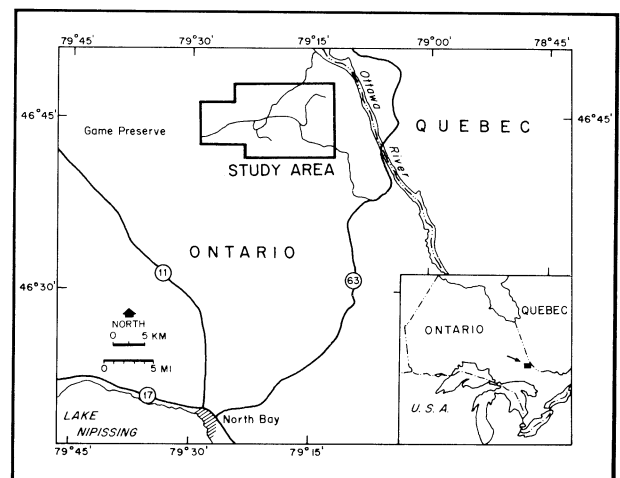 79°45' 79°30' 79°15' 79°00' 78°45'
46°45' 46°45'
Game Preserve
Ottawa River
QUEBEC
STUDY AREA
ONTARIO
11
63
46°30'
NORTH
0 5 KM
0 5 MI
17
North Bay
LAKE
NIPISSING
QUEBEC
ONTARIO
U.S.A.
79°45' 79°30' 79°15'